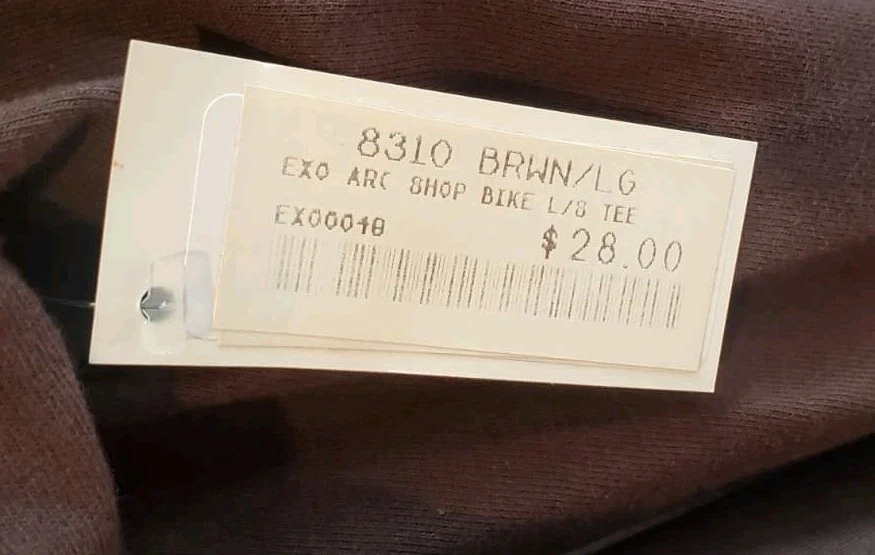 8310 BRWN/LG
EXO ARC SHOP BIKE L/S TEE
EX00048
$28.00